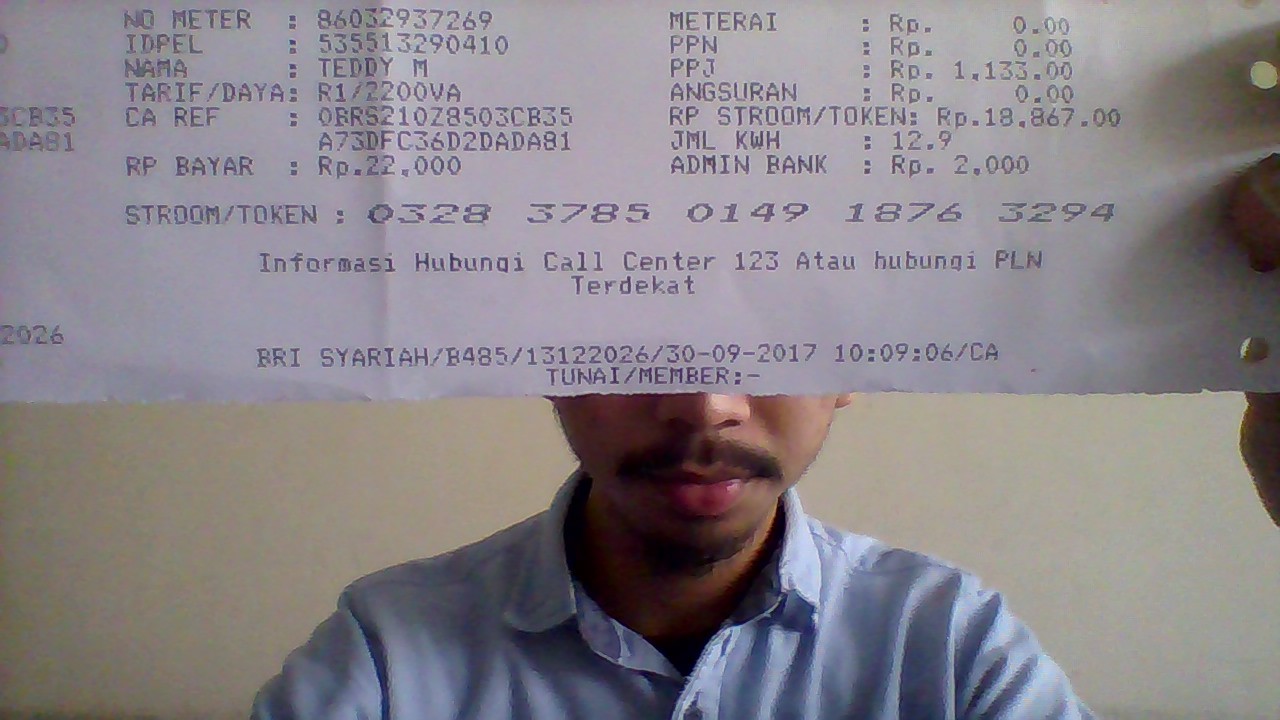 NO METER : 86032937269 METERAI : Rp. 0.00
IDPEL : 535513290410 PPN : Rp. 0.00
NAMA : TEDDY M PPJ : Rp. 1,133.00
TARIF/DAYA: R1/2200VA ANGSURAN : Rp. 0.00
3CB35 CA REF : 0BRS210Z8503CB35 RP STROOM/TOKEN: Rp.18,867.00
ADA81 A73DFC36D2DADA81 JML KWH : 12.9
RP BAYAR : Rp.22,000 ADMIN BANK : Rp. 2,000
STROOM/TOKEN : 0328 3785 0149 1876 3294
Informasi Hubungi Call Center 123 Atau hubungi PLN
Terdekat
2026
BRI SYARIAH/B485/13122026/30-09-2017 10:09:06/CA
TUNAI/MEMBER:-